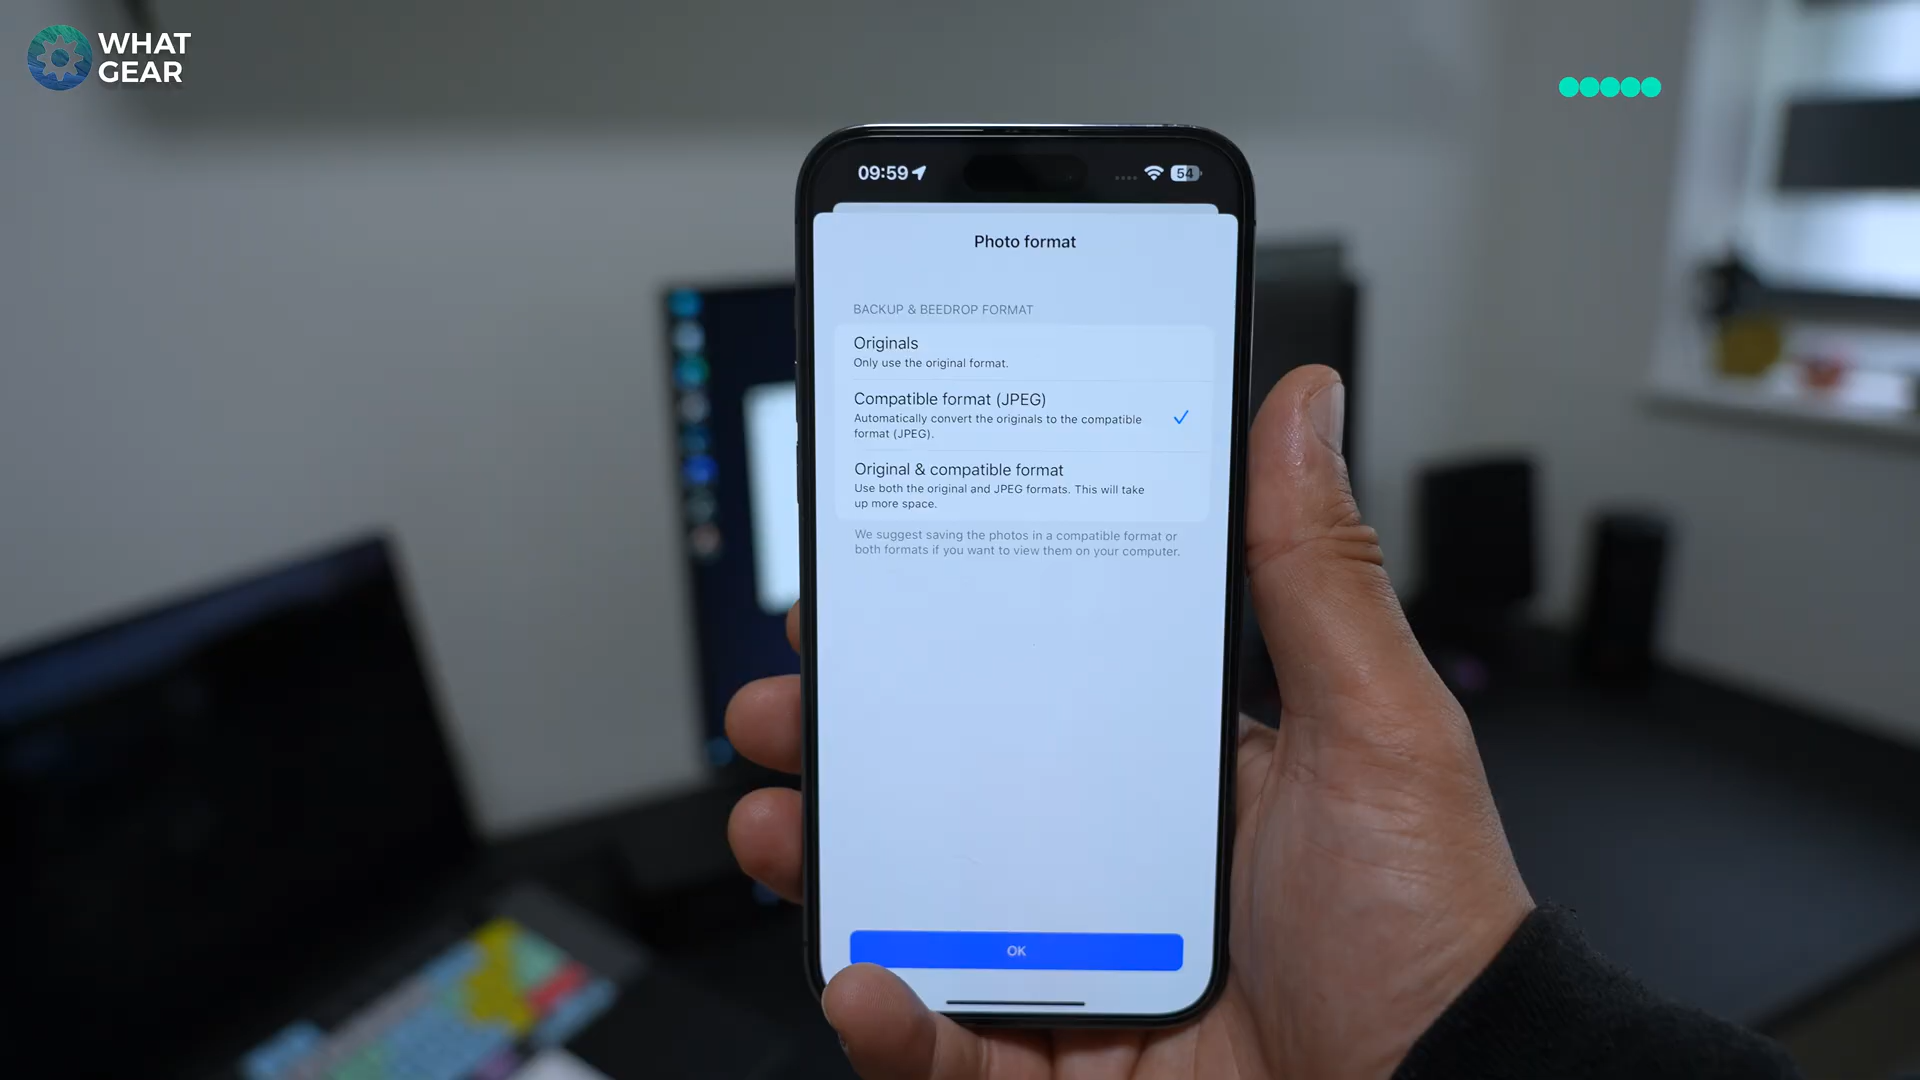 WHAT
GEAR
09:59
54
Photo format
BACKUP & BEEDROP FORMAT
Originals
Only use the original format.
Compatible format (JPEG)
Automatically convert the originals to the compatible
format (JPEG).
Original & compatible format
Use both the original and JPEG formats. This will take
up more space.
We suggest saving the photos in a compatible format or
both formats if you want to view them on your computer.
OK